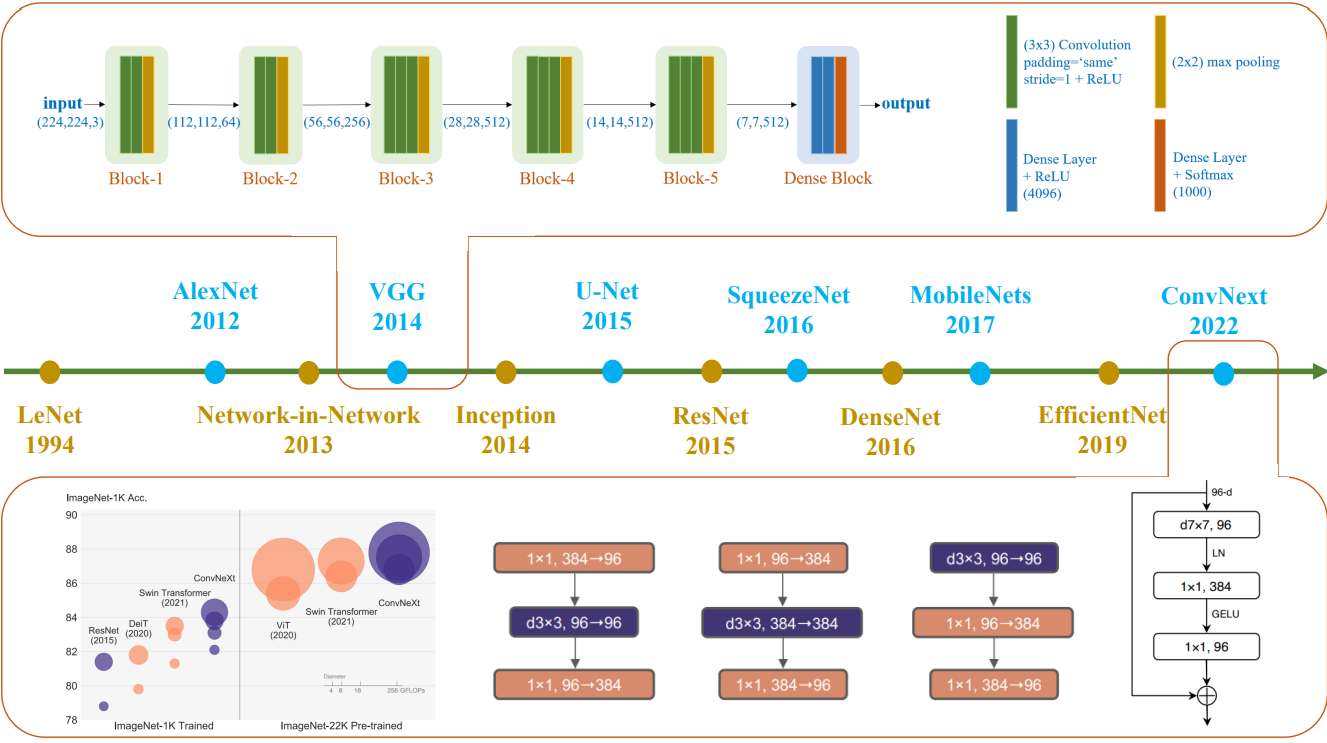 input
(224,224,3)
(112,112,64)
(56,56,256)
(28,28,512)
(14,14,512)
(7,7,512)
output
Block-1
Block-2
Block-3
Block-4
Block-5
Dense Block
(3x3) Convolution
padding=‘same’
stride=1 + ReLU
(2x2) max pooling
Dense Layer
+ ReLU
(4096)
Dense Layer
+ Softmax
(1000)
AlexNet
2012
VGG
2014
U-Net
2015
SqueezeNet
2016
MobileNets
2017
ConvNext
2022
LeNet
1994
Network-in-Network
2013
Inception
2014
ResNet
2015
DenseNet
2016
EfficientNet
2019
ImageNet-1K Acc.
90
88
86
84
82
80
78
ResNet
(2015)
DeiT
(2020)
Swin Transformer
(2021)
ConvNeXt
ViT
(2020)
Swin Transformer
(2021)
ConvNeXt
Diameter
4 8 16 256 GFLOPs
ImageNet-1K Trained
ImageNet-22K Pre-trained
1×1, 384→96
d3×3, 96→96
1×1, 96→384
1×1, 96→384
d3×3, 384→384
1×1, 384→96
d3×3, 96→96
1×1, 96→384
1×1, 384→96
96-d
d7×7, 96
LN
1×1, 384
GELU
1×1, 96